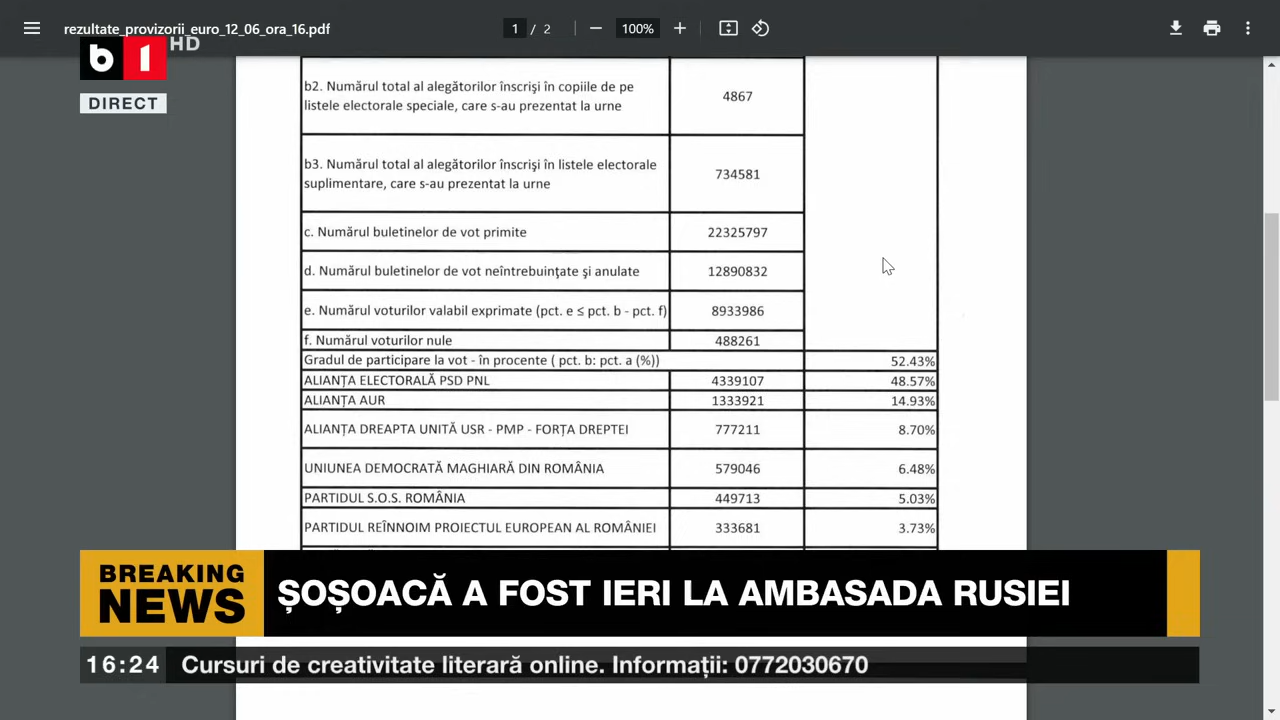 rezultate_provizorii_euro_12_06_ora_16.pdf
1 / 2
100%
b1 HD
DIRECT
b2. Numărul total al alegătorilor înscriși în copiile de pe
listele electorale speciale, care s-au prezentat la urne
4867
b3. Numărul total al alegătorilor înscrişi în listele electorale
suplimentare, care s-au prezentat la urne
734581
c. Numărul buletinelor de vot primite 22325797
d. Numărul buletinelor de vot neîntrebuinţate şi anulate 12890832
e. Numărul voturilor valabil exprimate (pct. e ≤ pct. b - pct. f) 8933986
f. Numărul voturilor nule 488261
Gradul de participare la vot - în procente ( pct. b: pct. a (%)) 52.43%
ALIANȚA ELECTORALĂ PSD PNL 4339107 48.57%
ALIANȚA AUR 1333921 14.93%
ALIANȚA DREAPTA UNITĂ USR - PMP - FORȚA DREPTEI 777211 8.70%
UNIUNEA DEMOCRATĂ MAGHIARĂ DIN ROMÂNIA 579046 6.48%
PARTIDUL S.O.S. ROMÂNIA 449713 5.03%
PARTIDUL REÎNNOIM PROIECTUL EUROPEAN AL ROMÂNIEI 333681 3.73%
BREAKING
NEWS
ȘOȘOACĂ A FOST IERI LA AMBASADA RUSIEI
16:24 Cursuri de creativitate literară online. Informații: 0772030670